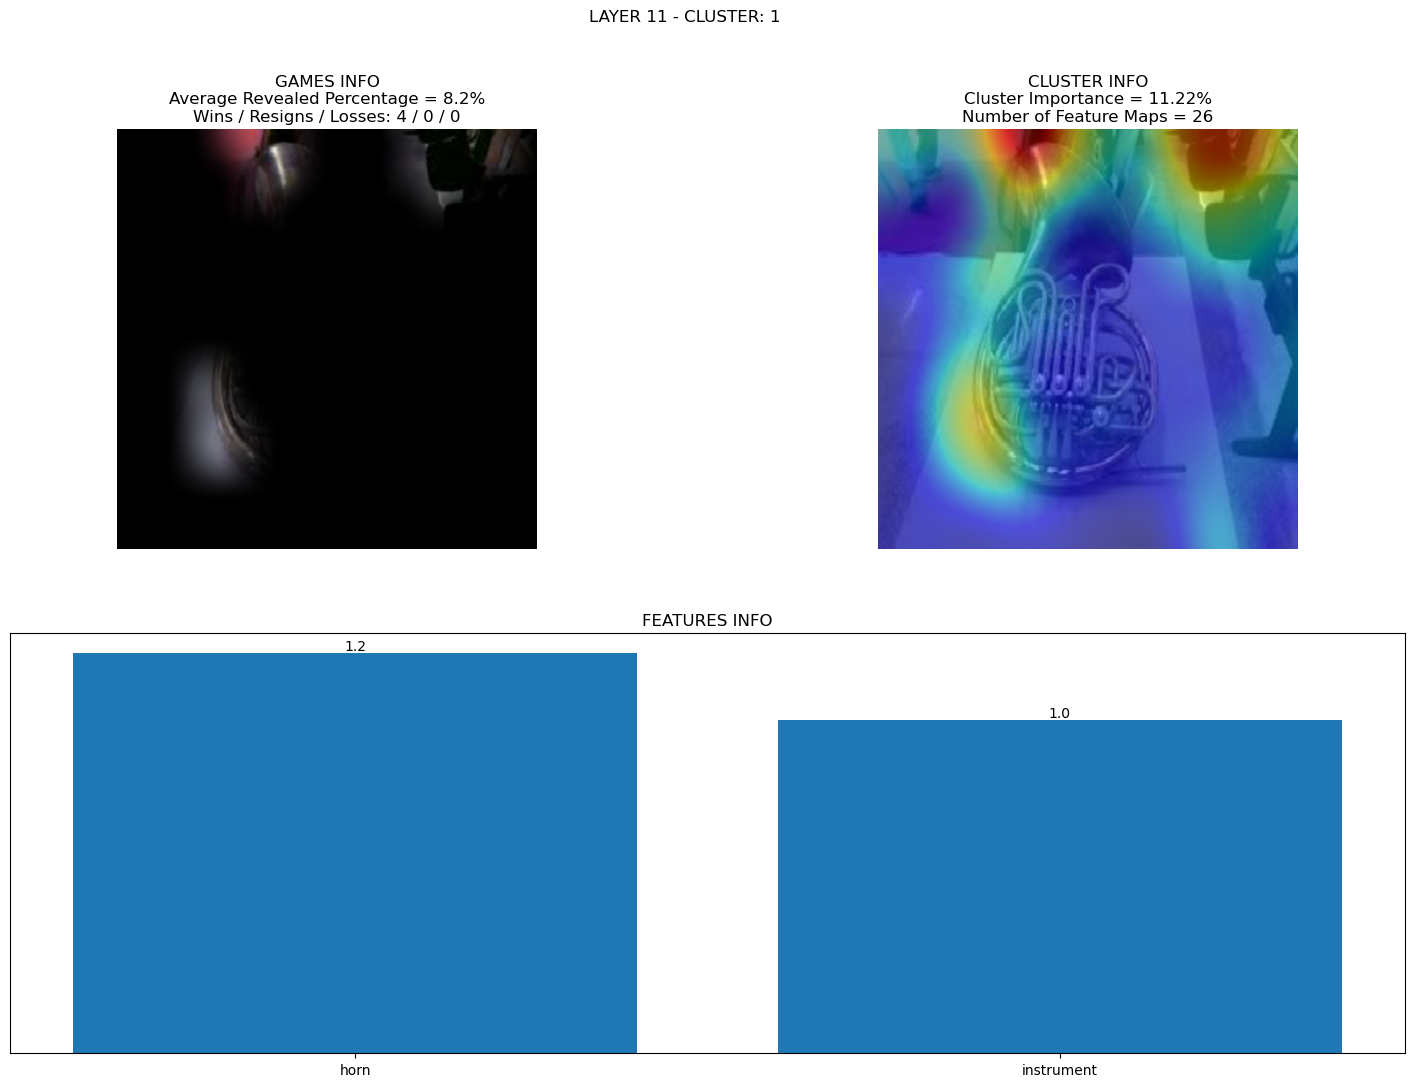 LAYER 11 - CLUSTER: 1
GAMES INFO
Average Revealed Percentage = 8.2%
Wins / Resigns / Losses: 4 / 0 / 0
CLUSTER INFO
Cluster Importance = 11.22%
Number of Feature Maps = 26
FEATURES INFO
1.2
1.0
horn
instrument